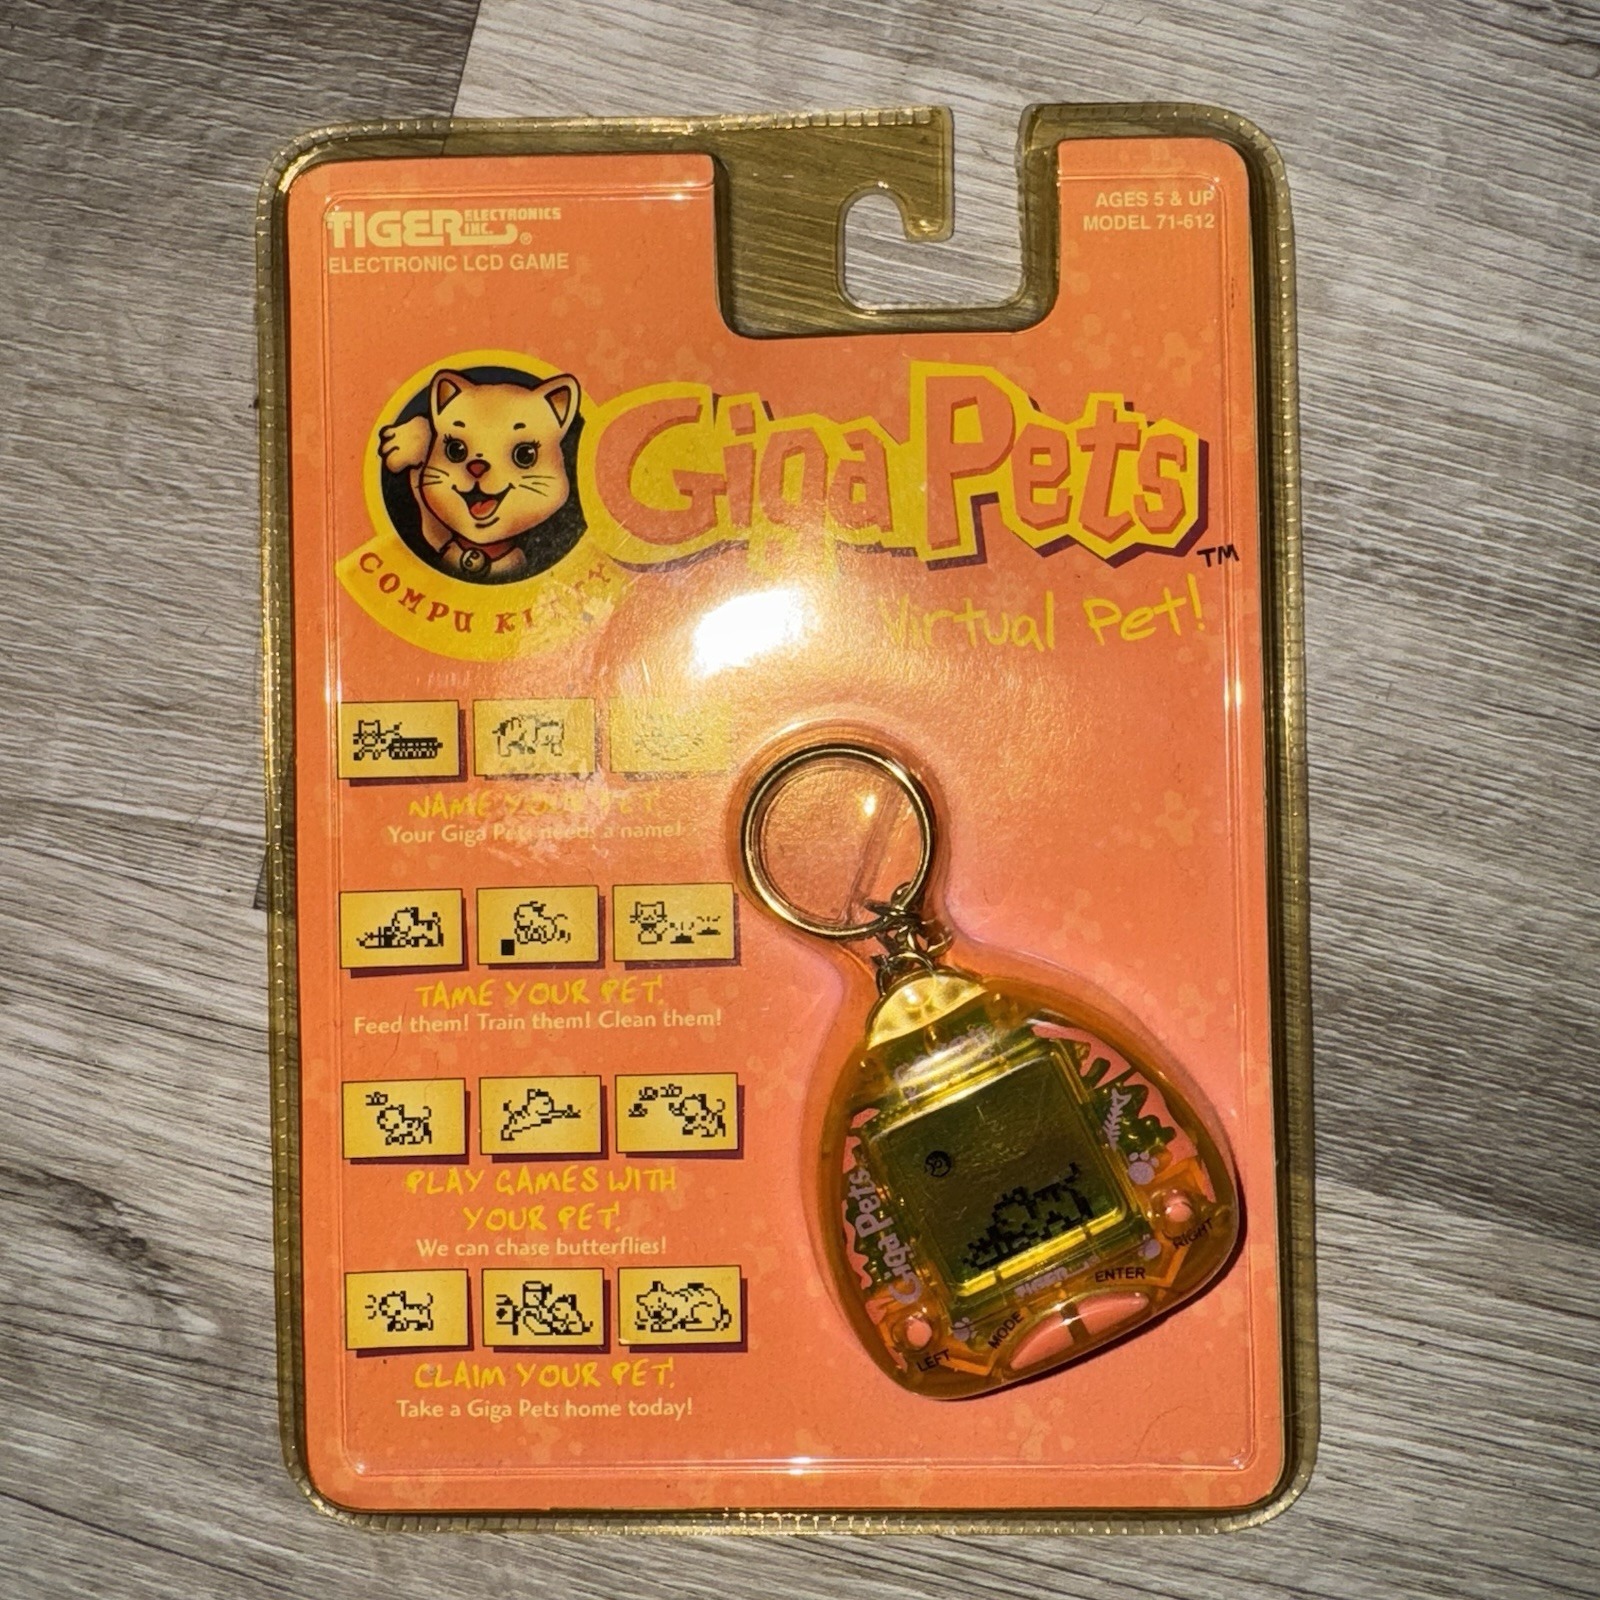 TIGER ELECTRONICS INC. ®
ELECTRONIC LCD GAME
AGES 5 & UP
MODEL 71-612
Giga Pets™
COMPU KITTY
Virtual Pet!
NAME YOUR PET.
Your Giga Pets needs a name!
TAME YOUR PET.
Feed them! Train them! Clean them!
PLAY GAMES WITH
YOUR PET.
We can chase butterflies!
CLAIM YOUR PET.
Take a Giga Pets home today!
Giga Pets
TIGER
LEFT
MODE
ENTER
RIGHT